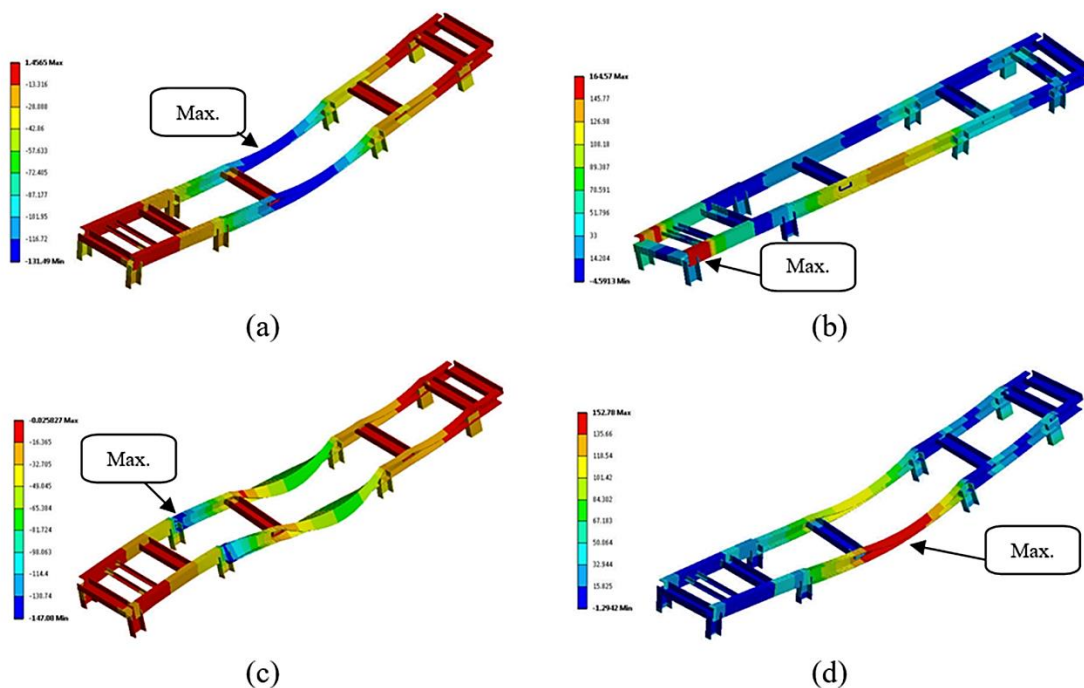 1.4565 Max
-13.316
-28.088
-42.86
-57.633
-72.405
-87.177
-101.95
-116.72
-131.49 Min
Max.
(a)
164.57 Max
145.77
126.98
108.18
89.387
70.591
51.796
33
14.204
-4.5913 Min
Max.
(b)
-0.025827 Max
-16.365
-32.705
-49.045
-65.384
-81.724
-98.063
-114.4
-130.74
-147.08 Min
Max.
(c)
152.78 Max
135.66
118.54
101.42
84.302
67.183
50.064
32.944
15.825
-1.2942 Min
Max.
(d)